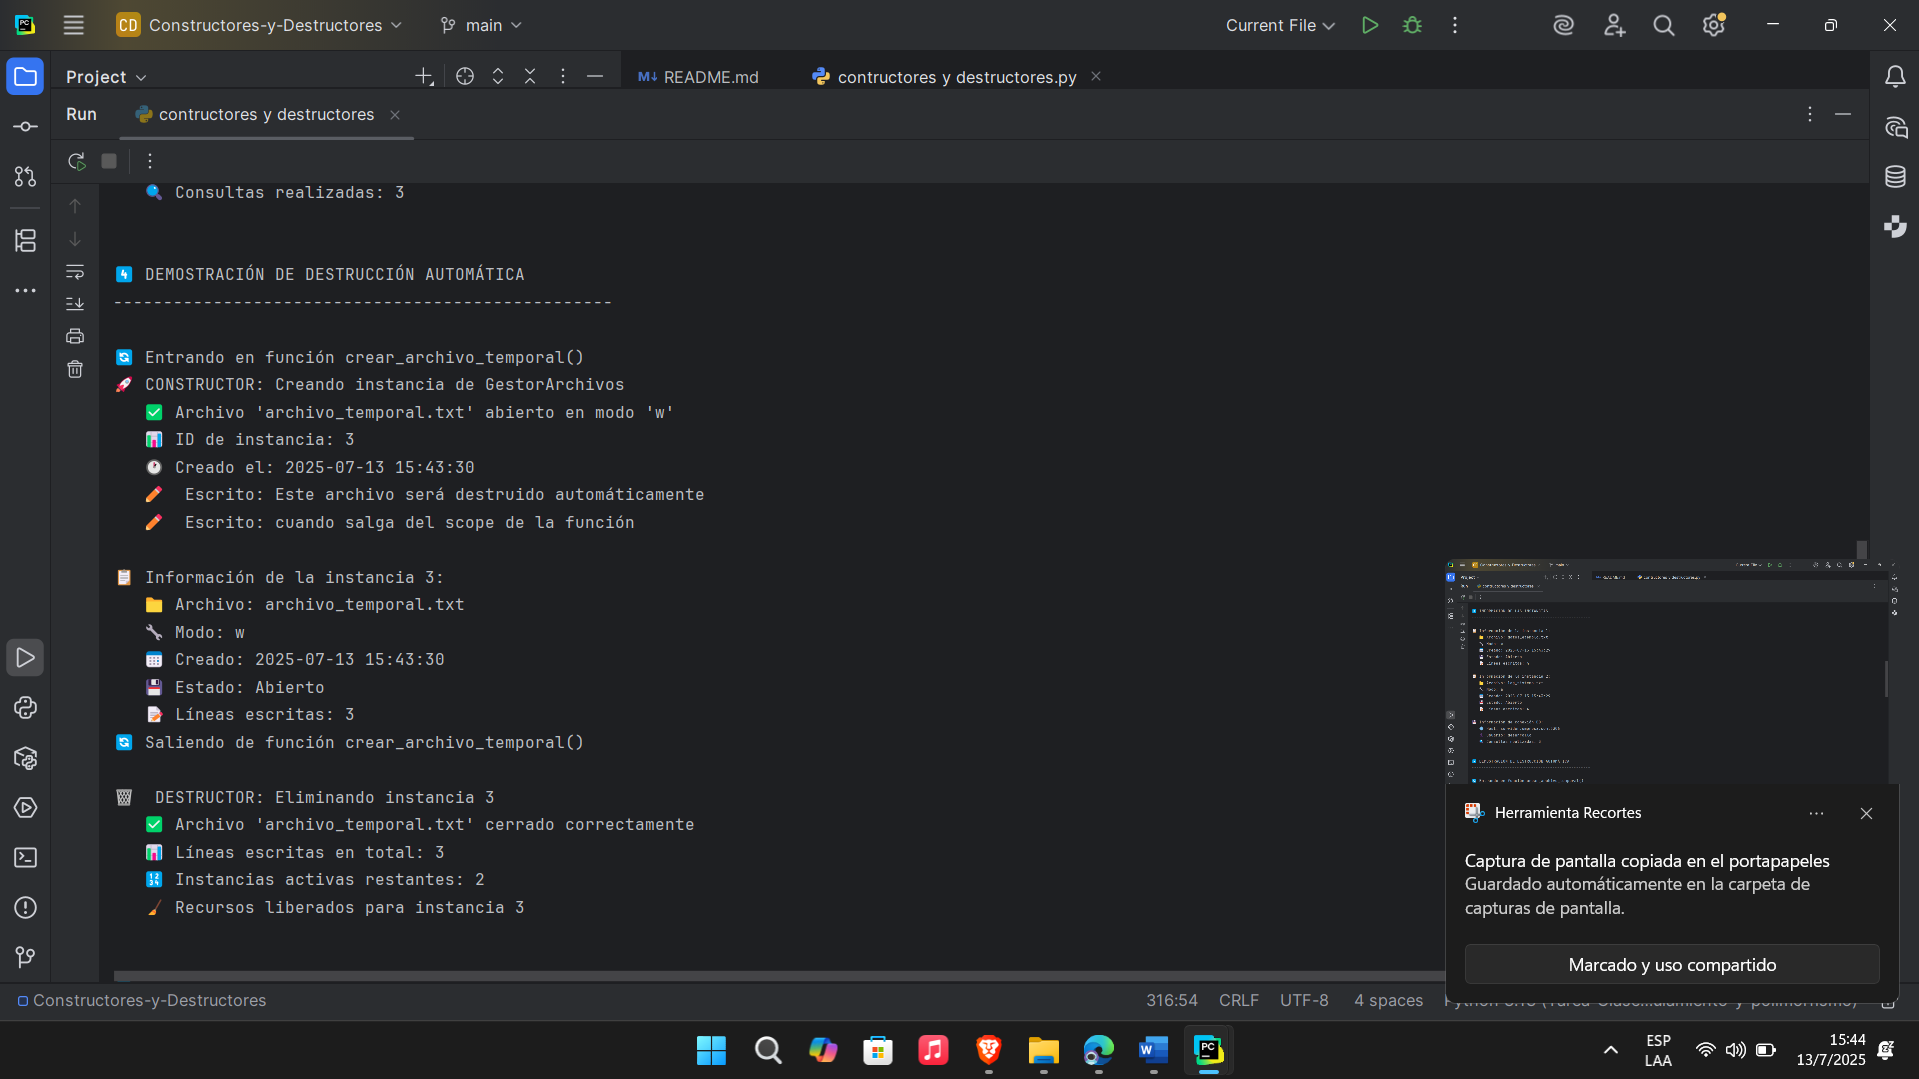 CD Constructores-y-Destructores
main
Current File
Project
README.md
contructores y destructores.py
Run
contructores y destructores
Consultas realizadas: 3
4 DEMOSTRACIÓN DE DESTRUCCIÓN AUTOMÁTICA
--------------------------------------------------
Entrando en función crear_archivo_temporal()
CONSTRUCTOR: Creando instancia de GestorArchivos
Archivo 'archivo_temporal.txt' abierto en modo 'w'
ID de instancia: 3
Creado el: 2025-07-13 15:43:30
Escrito: Este archivo será destruido automáticamente
Escrito: cuando salga del scope de la función
Información de la instancia 3:
Archivo: archivo_temporal.txt
Modo: w
Creado: 2025-07-13 15:43:30
Estado: Abierto
Líneas escritas: 3
Saliendo de función crear_archivo_temporal()
DESTRUCTOR: Eliminando instancia 3
Archivo 'archivo_temporal.txt' cerrado correctamente
Líneas escritas en total: 3
Instancias activas restantes: 2
Recursos liberados para instancia 3
Herramienta Recortes
Captura de pantalla copiada en el portapapeles
Guardado automáticamente en la carpeta de
capturas de pantalla.
Marcado y uso compartido
Constructores-y-Destructores
316:54
CRLF
UTF-8
4 spaces
ESP
LAA
15:44
13/7/2025